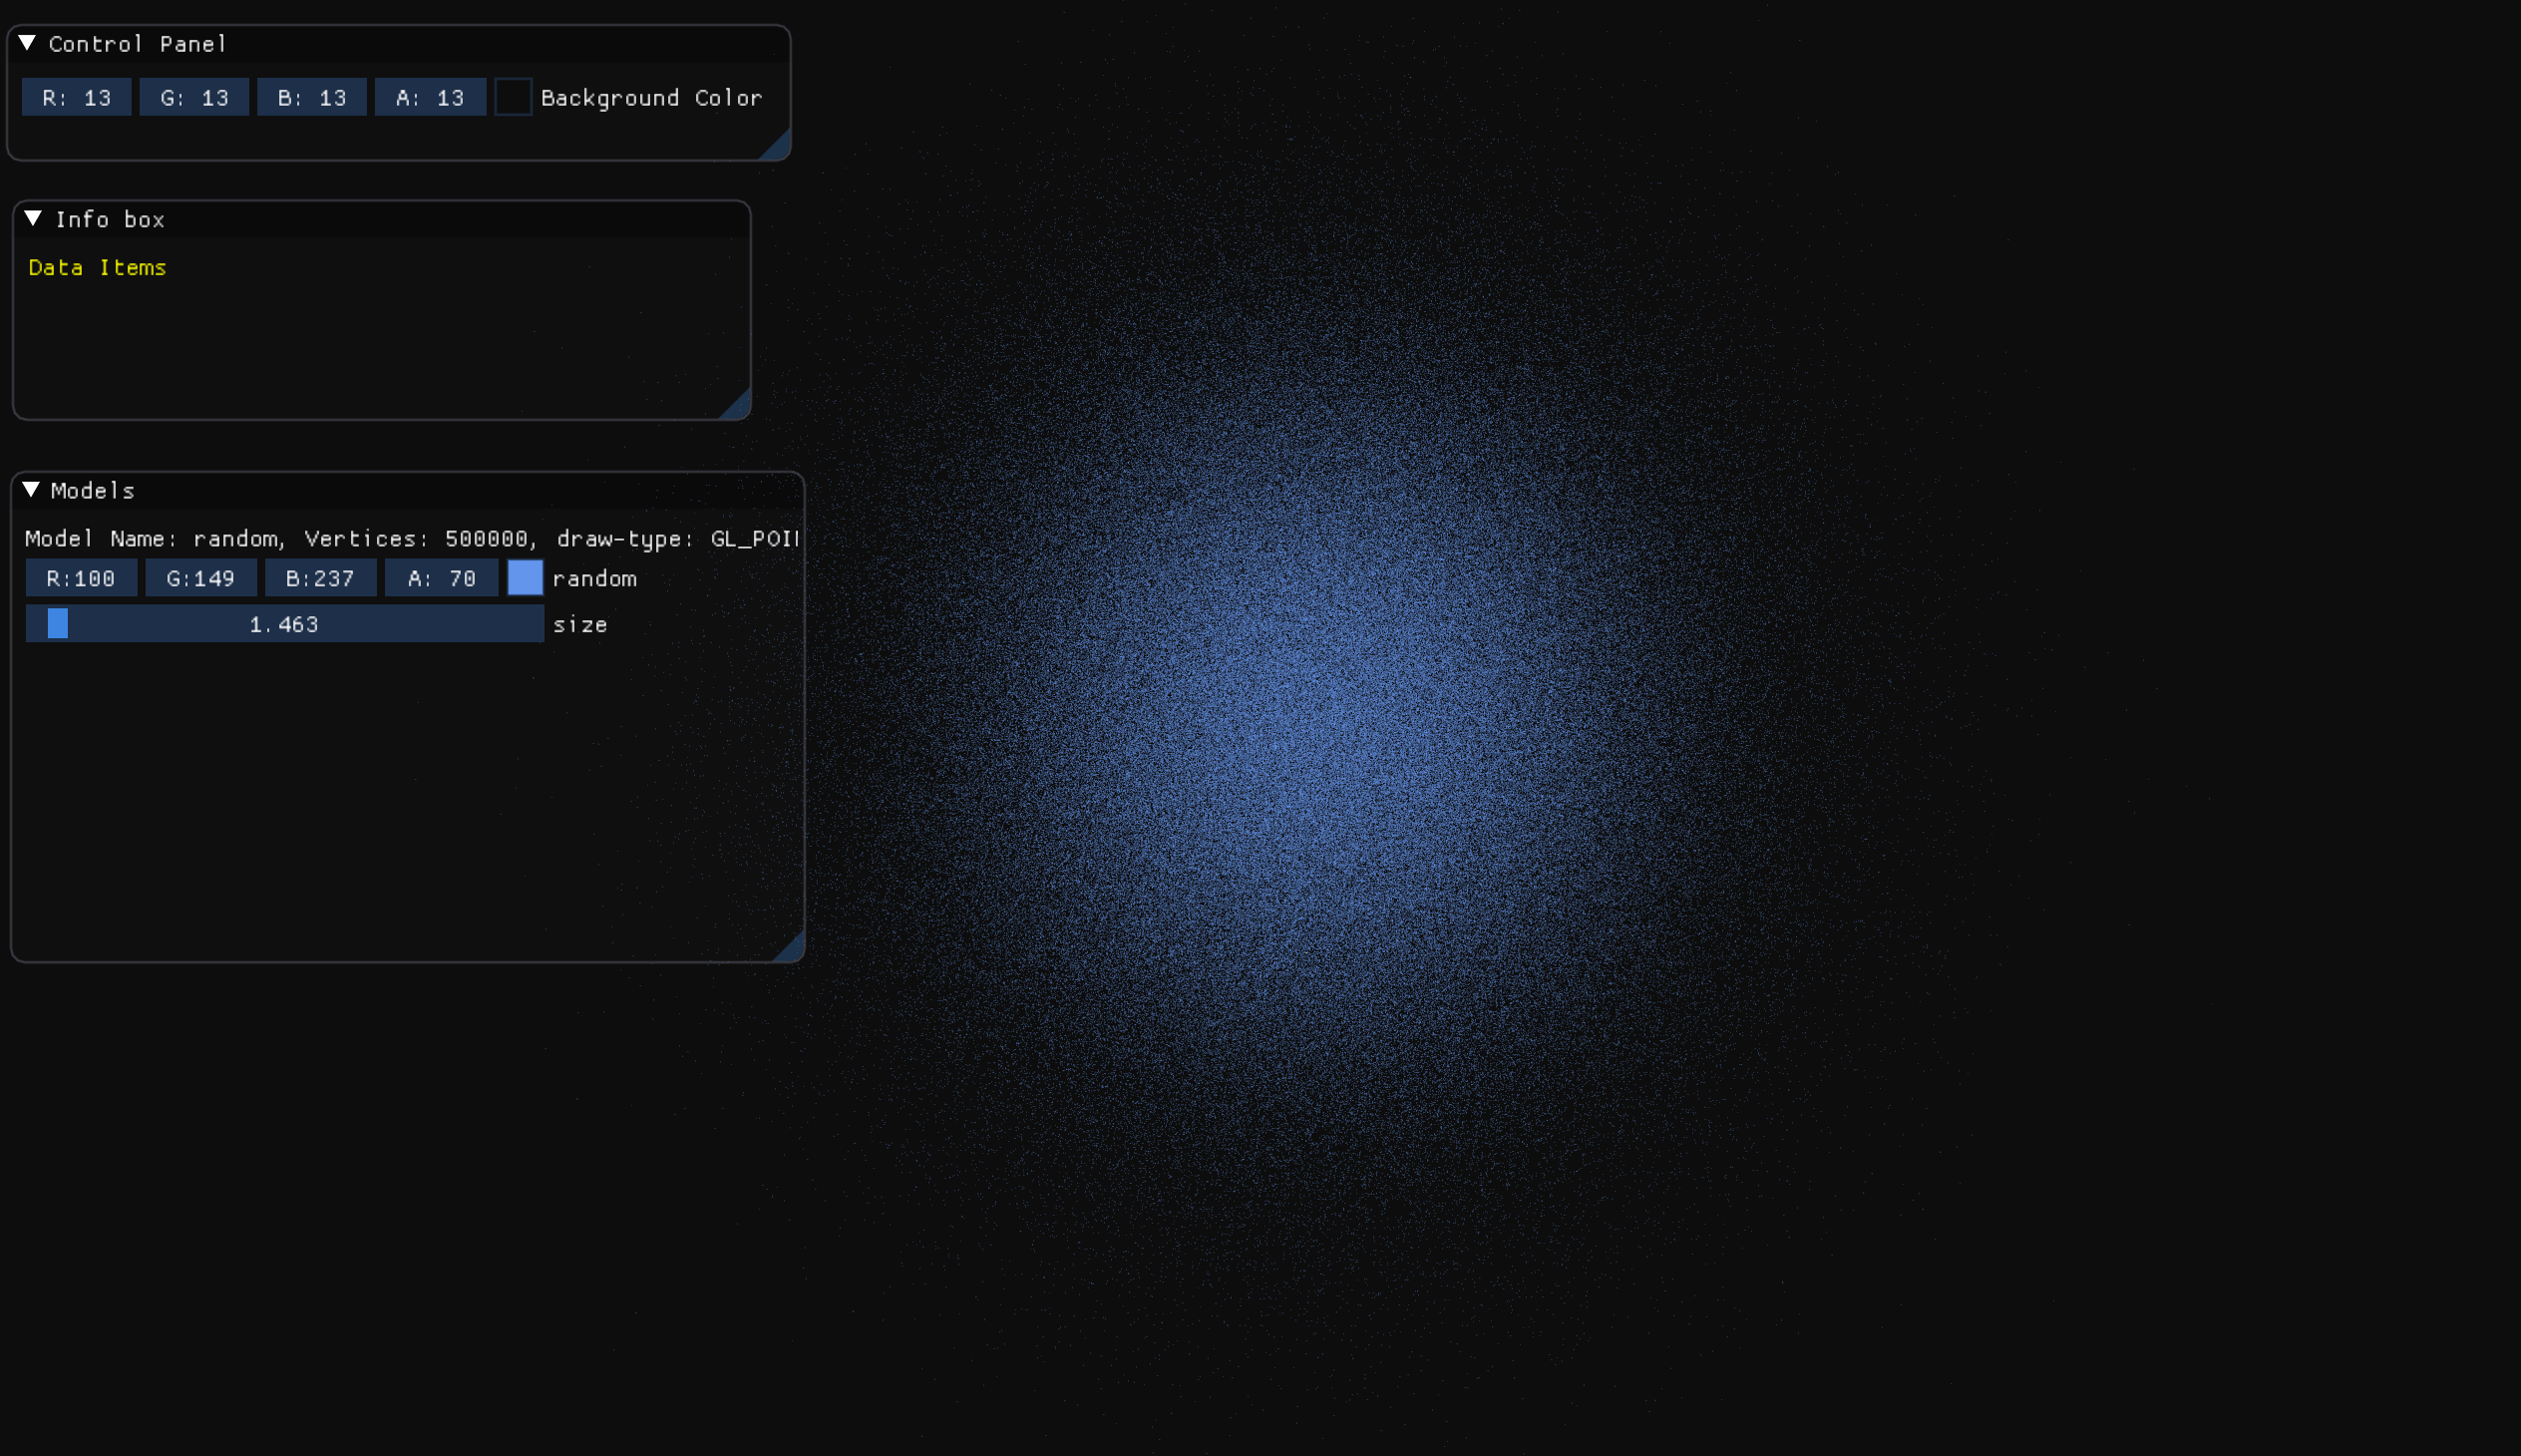 Control Panel
R: 13 G: 13 B: 13 A: 13 Background Color
Info box
Data Items
Models
Model Name: random, Vertices: 500000, draw-type: GL_POI
R:100 G:149 B:237 A: 70 random
1.463 size